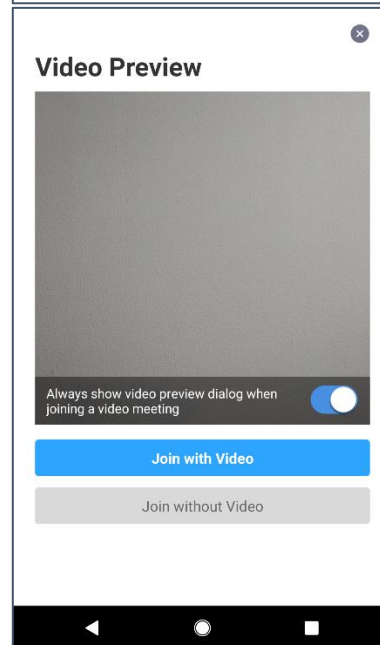 Video Preview
Always show video preview dialog when
joining a video meeting
Join with Video
Join without Video